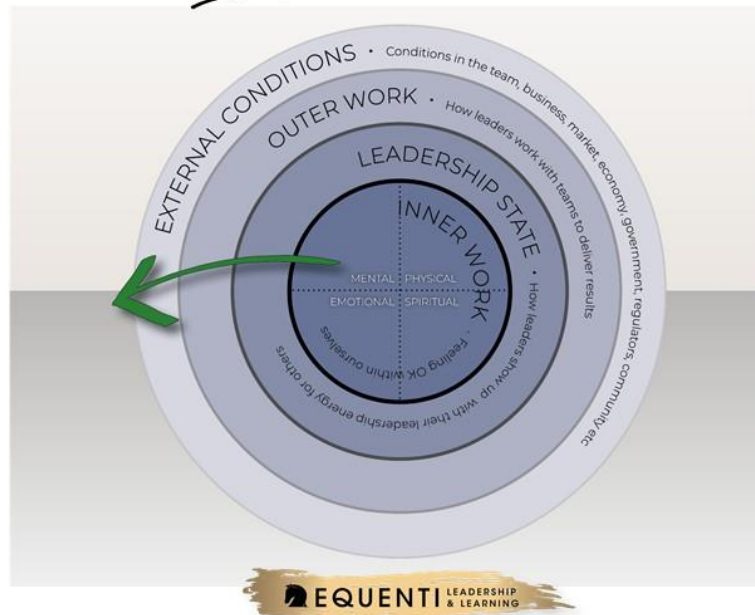 EXTERNAL CONDITIONS • Conditions in the team, business, market, economy, government, regulators, community etc
OUTER WORK • How leaders work with teams to deliver results
LEADERSHIP STATE • How leaders show up with their leadership energy for others
INNER WORK • Feeling OK within ourselves
MENTAL PHYSICAL
EMOTIONAL SPIRITUAL
EQUENTI LEADERSHIP
& LEARNING